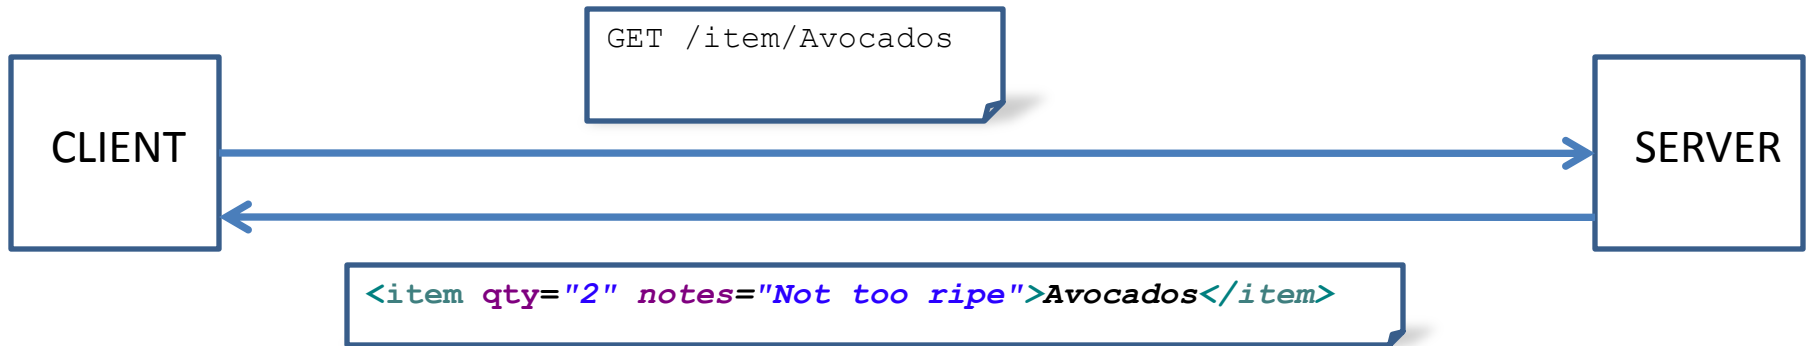 GET /item/Avocados
CLIENT
SERVER
<item qty="2" notes="Not too ripe">Avocados</item>